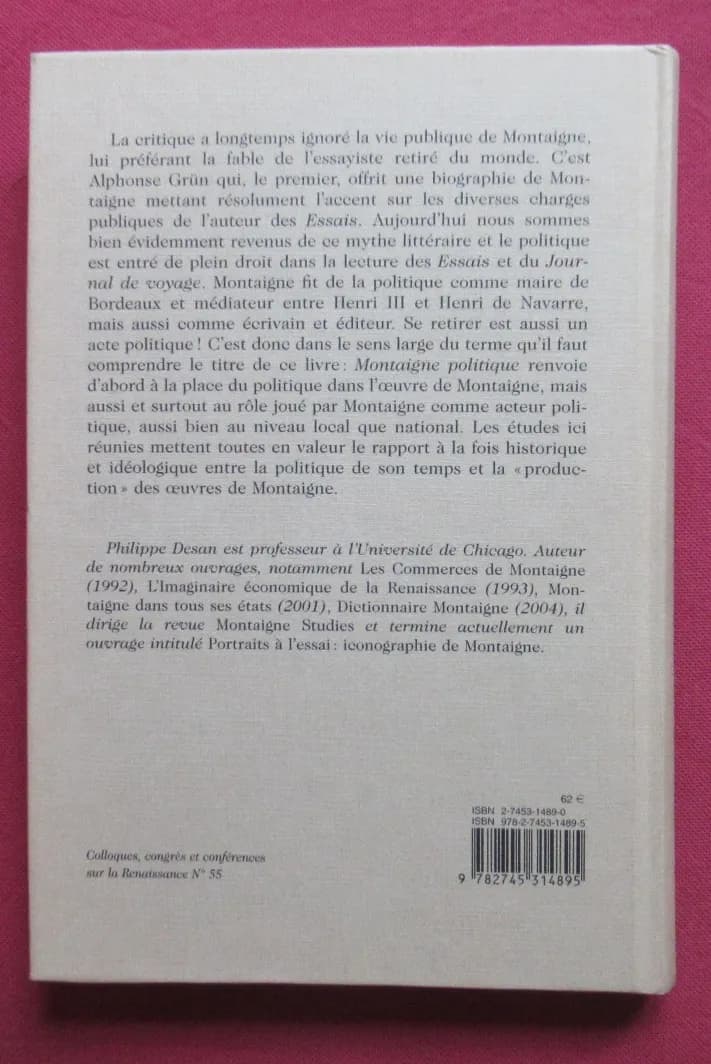 La critique a longtemps ignoré la vie publique de Montaigne,
lui préférant la fable de l'essayiste retiré du monde. C'est
Alphonse Grün qui, le premier, offrit une biographie de Mon-
taigne mettant résolument l'accent sur les diverses charges
publiques de l'auteur des Essais. Aujourd'hui nous sommes
bien évidemment revenus de ce mythe littéraire et le politique
est entré de plein droit dans la lecture des Essais et du Jour-
nal de voyage. Montaigne fit de la politique comme maire de
Bordeaux et médiateur entre Henri III et Henri de Navarre,
mais aussi comme écrivain et éditeur. Se retirer est aussi un
acte politique ! C'est donc dans le sens large du terme qu'il faut
comprendre le titre de ce livre : Montaigne politique renvoie
d'abord à la place du politique dans l'œuvre de Montaigne, mais
aussi et surtout au rôle joué par Montaigne comme acteur poli-
tique, aussi bien au niveau local que national. Les études ici
réunies mettent toutes en valeur le rapport à la fois historique
et idéologique entre la politique de son temps et la « produc-
tion » des œuvres de Montaigne.
Philippe Desan est professeur à l'Université de Chicago. Auteur
de nombreux ouvrages, notamment Les Commerces de Montaigne
(1992), L'Imaginaire économique de la Renaissance (1993), Mon-
taigne dans tous ses états (2001), Dictionnaire Montaigne (2004), il
dirige la revue Montaigne Studies et termine actuellement un
ouvrage intitulé Portraits à l'essai : iconographie de Montaigne.
62 €
ISBN 2-7453-1489-0
ISBN 978-2-7453-1489-5
9 782745 314895
Colloques, congrès et conférences
sur la Renaissance N° 55